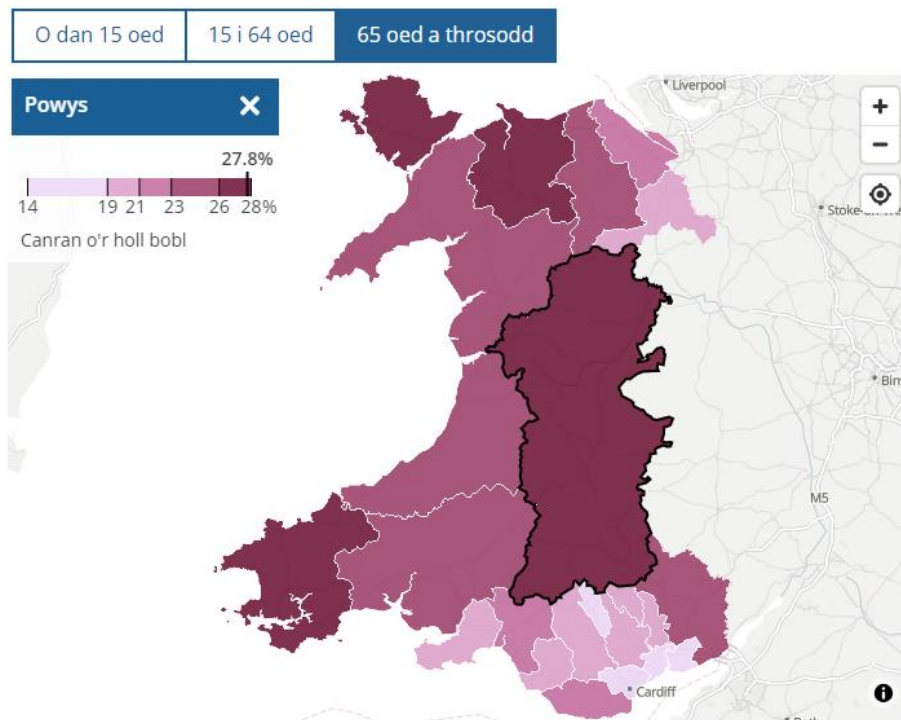 O dan 15 oed 15 i 64 oed 65 oed a throsodd
Powys
27.8%
14 19 21 23 26 28%
Canran o'r holl bobl
Liverpool
M5
Cardiff